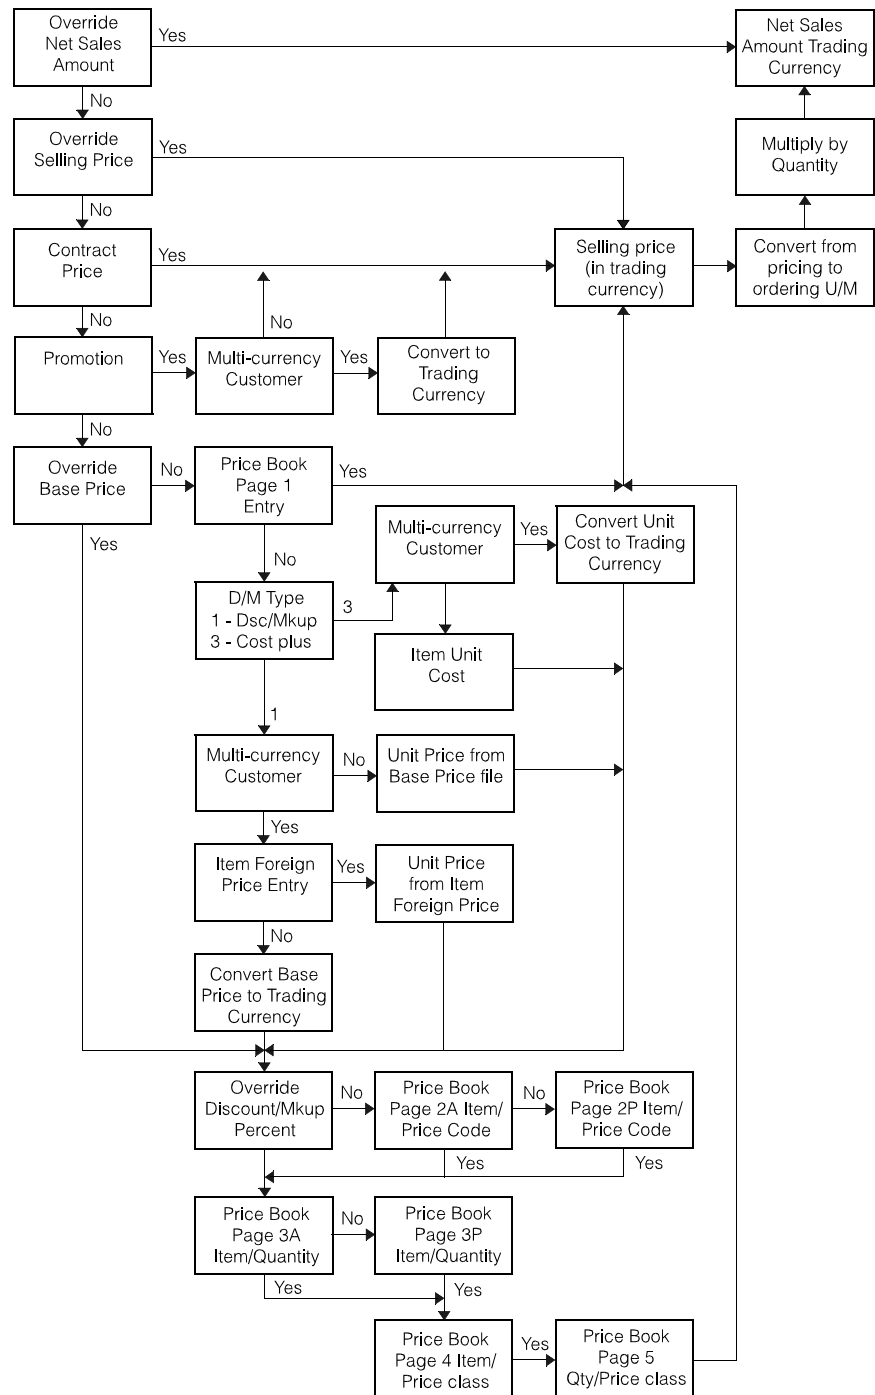 Override
Net Sales
Amount
Yes
Net Sales
Amount Trading
Currency
No
Override
Selling Price
Yes
Multiply by
Quantity
No
Contract
Price
Yes
Selling price
(in trading
currency)
Convert from
pricing to
ordering U/M
No
No
Promotion
Yes
Multi-currency
Customer
Yes
Convert to
Trading
Currency
No
Override
Base Price
No
Price Book
Page 1
Entry
Yes
Yes
No
Multi-currency
Customer
Yes
Convert Unit
Cost to Trading
Currency
D/M Type
1 - Dsc/Mkup
3 - Cost plus
3
Item Unit
Cost
1
Multi-currency
Customer
No
Unit Price from
Base Price file
Yes
Item Foreign
Price Entry
Yes
Unit Price
from Item
Foreign Price
No
Convert Base
Price to Trading
Currency
Override
Discount/Mkup
Percent
No
Price Book
Page 2A Item/
Price Code
No
Price Book
Page 2P Item/
Price Code
Yes
Yes
Price Book
Page 3A
Item/Quantity
No
Price Book
Page 3P
Item/Quantity
Yes
Yes
Price Book
Page 4 Item/
Price class
Yes
Price Book
Page 5
Qty/Price class